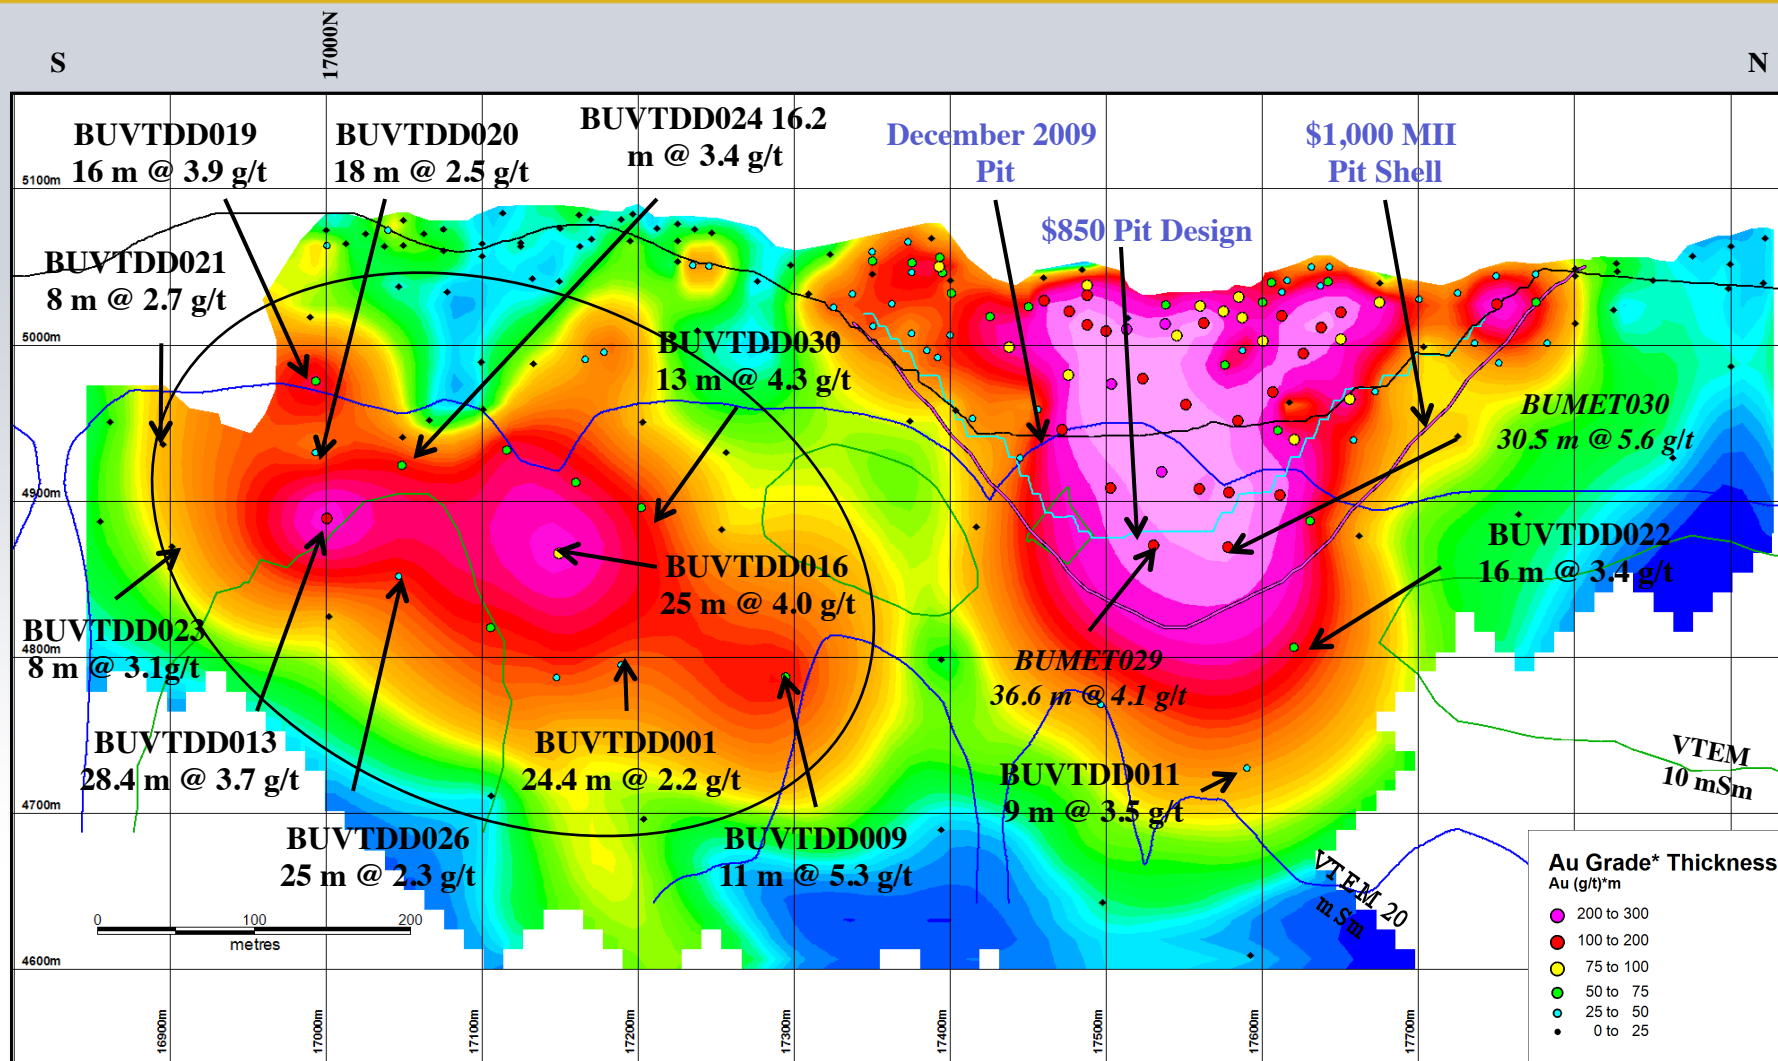 17000N
S
N
BUVTDD019
16 m @ 3.9 g/t
BUVTDD020
18 m @ 2.5 g/t
BUVTDD024 16.2
m @ 3.4 g/t
December 2009
Pit
$1,000 MII
Pit Shell
5100m
$850 Pit Design
BUVTDD021
8 m @ 2.7 g/t
5000m
BUVTDD030
13 m @ 4.3 g/t
BUMET030
30.5 m @ 5.6 g/t
4900m
BUVTDD022
16 m @ 3.4 g/t
BUVTDD016
25 m @ 4.0 g/t
BUVTDD023
8 m @ 3.1g/t
4800m
BUMET029
36.6 m @ 4.1 g/t
BUVTDD013
28.4 m @ 3.7 g/t
BUVTDD001
24.4 m @ 2.2 g/t
BUVTDD011
9 m @ 3.5 g/t
VTEM
10 mSm
4700m
BUVTDD026
25 m @ 2.3 g/t
BUVTDD009
11 m @ 5.3 g/t
VTEM 20
mSm
0 100 200
metres
4600m
16900m
17000m
17100m
17200m
17300m
17400m
17500m
17600m
17700m
Au Grade* Thickness
Au (g/t)*m
200 to 300
100 to 200
75 to 100
50 to 75
25 to 50
0 to 25